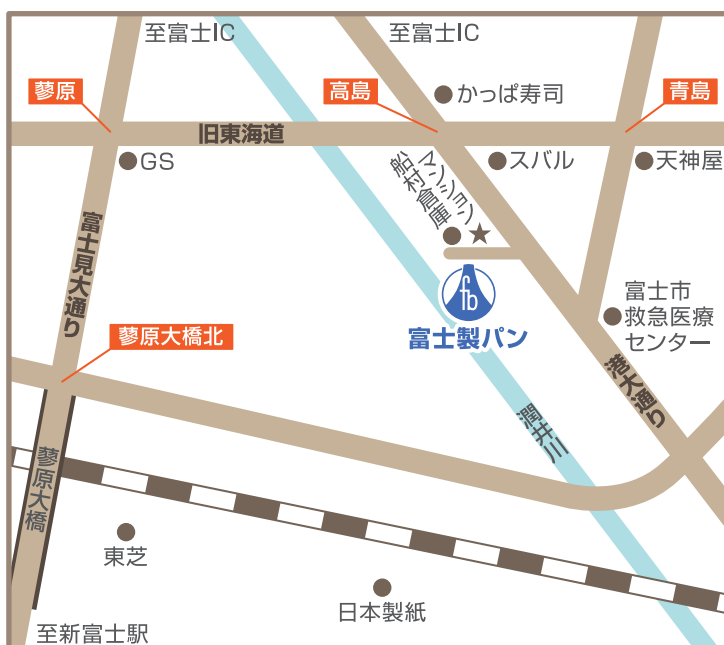 至富士IC
至富士IC
蓼原
高島
かっぱ寿司
青島
旧東海道
GS
スバル
天神屋
マンション
船村倉庫
★
富士見大通り
fb
富士製パン
富士市
救急医療
センター
蓼原大橋北
港大通り
潤井川
蓼原大橋
東芝
日本製紙
至新富士駅